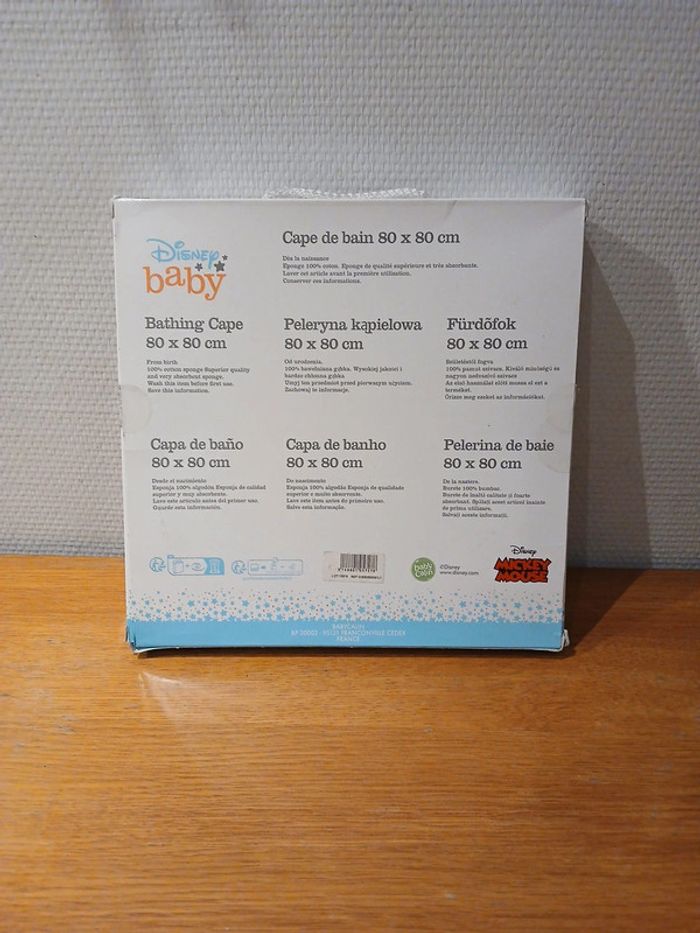 Disney
baby
Cape de bain 80 x 80 cm
Dès la naissance
Eponge 100% coton. Eponge de qualité supérieure et très absorbante.
Laver cet article avant la première utilisation.
Conserver ces informations.
Bathing Cape
80 x 80 cm
From birth
100% cotton sponge Superior quality
and very absorbent sponge.
Wash this item before first use.
Save this information.
Peleryna kąpielowa
80 x 80 cm
Od urodzenia.
100% bawełniana gąbka. Wysokiej jakości i
bardzo chłonna gąbka
Umyj ten przedmiot przed pierwszym użyciem.
Zachowaj te informacje.
Fürdőfok
80 x 80 cm
Születéstől fogva
100% pamut szivacs. Kiváló minőségű és
nagyon nedvszívó szivacs
Az első használat előtt mossa el ezt a
terméket.
Őrizze meg ezeket az információkat.
Capa de baño
80 x 80 cm
Desde el nacimiento
Esponja 100% algodón Esponja de calidad
superior y muy absorbente.
Lave este artículo antes del primer uso.
Guarde esta información.
Capa de banho
80 x 80 cm
Do nascimento
Esponja 100% algodão Esponja de qualidade
superior e muito absorvente.
Lave este item antes do primeiro uso.
Salve esta informação.
Pelerina de baie
80 x 80 cm
De la nastere.
Burete 100% bumbac.
Burete de înaltă calitate și foarte
absorbant. Spălați acest articol înainte
de prima utilizare.
Salvați aceste informații.
baby
Calin
©Disney
www.disney.com
Disney
MICKEY
MOUSE
BABYCALIN
BP 20002 - 95131 FRANCONVILLE CEDEX
FRANCE